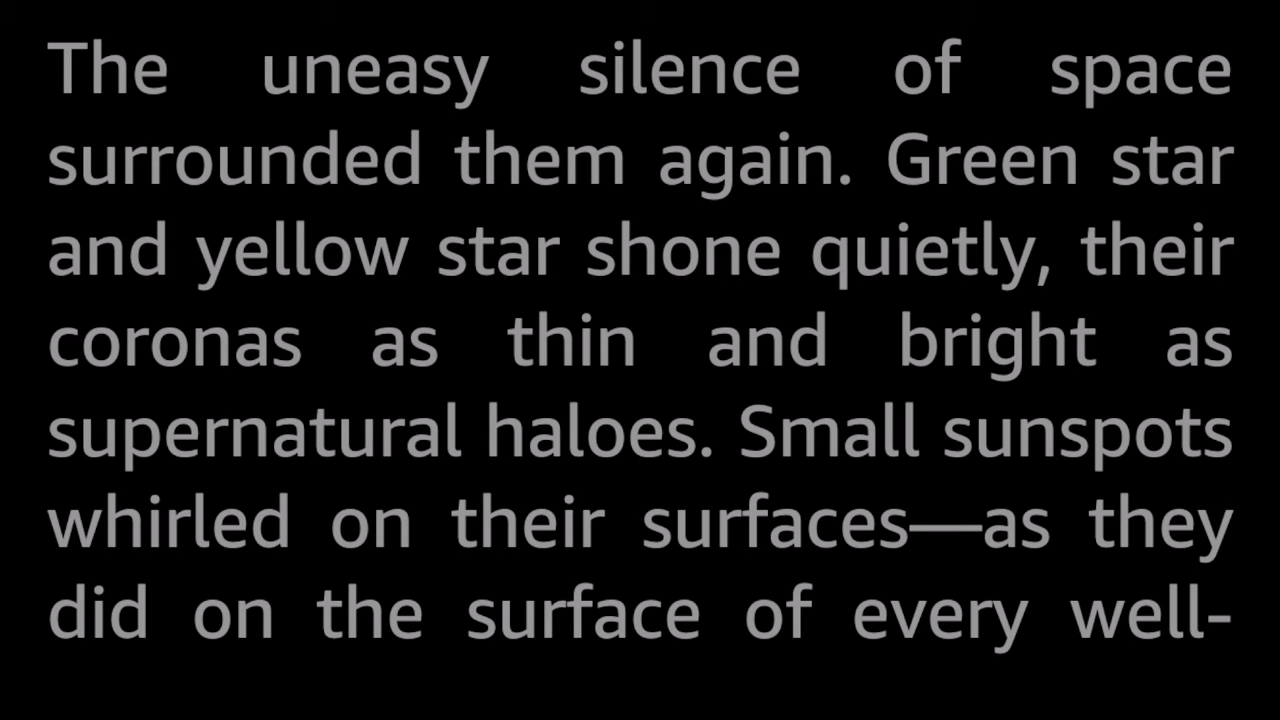 The uneasy silence of space
surrounded them again. Green star
and yellow star shone quietly, their
coronas as thin and bright as
supernatural haloes. Small sunspots
whirled on their surfaces—as they
did on the surface of every well-